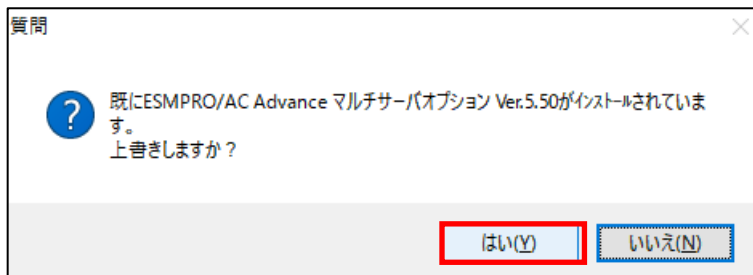 質問
既にESMPRO/AC Advance マルチサーバオプション Ver.5.50がインストールされていま
す。
上書きしますか？
はい(Y)
いいえ(N)